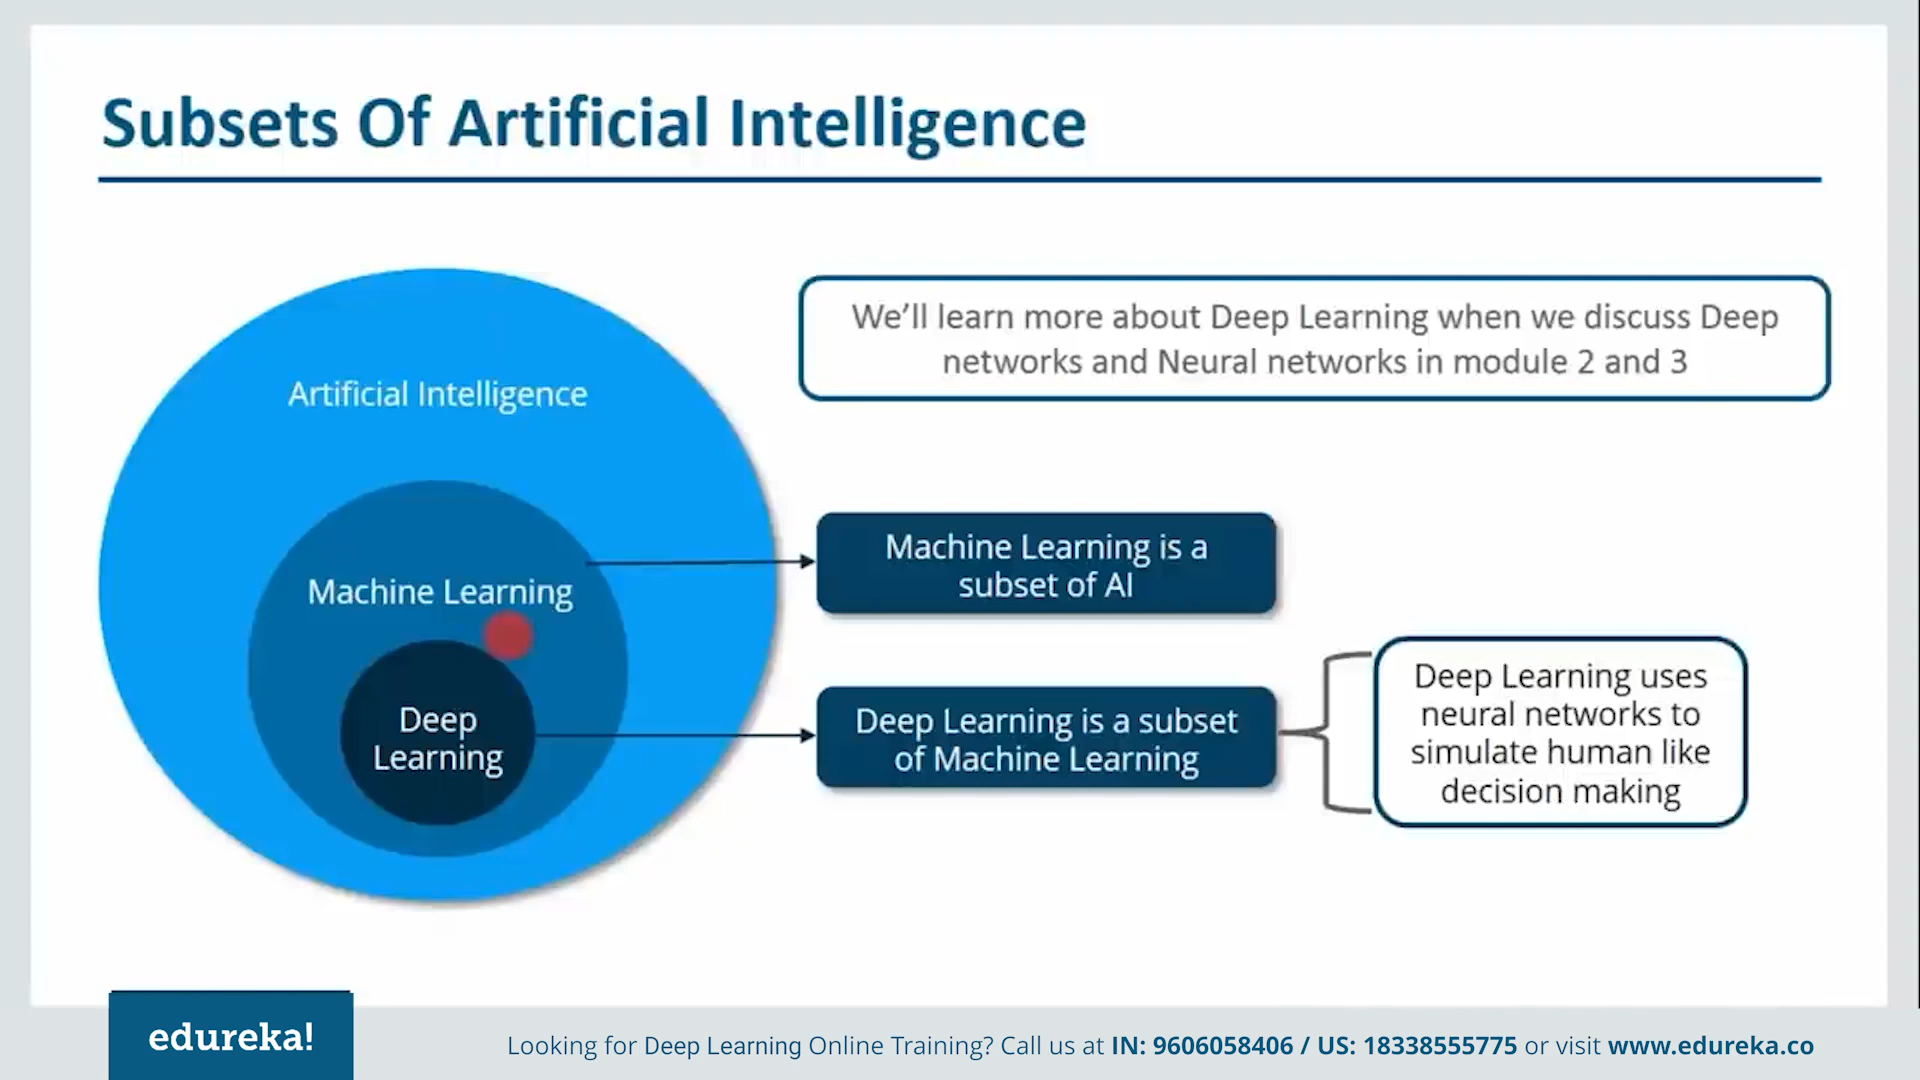 Subsets Of Artificial Intelligence
We'll learn more about Deep Learning when we discuss Deep
networks and Neural networks in module 2 and 3
Artificial Intelligence
Machine Learning
Deep
Learning
Machine Learning is a
subset of AI
Deep Learning is a subset
of Machine Learning
Deep Learning uses
neural networks to
simulate human like
decision making
edureka!
Looking for Deep Learning Online Training? Call us at IN: 9606058406 / US: 18338555775 or visit www.edureka.co